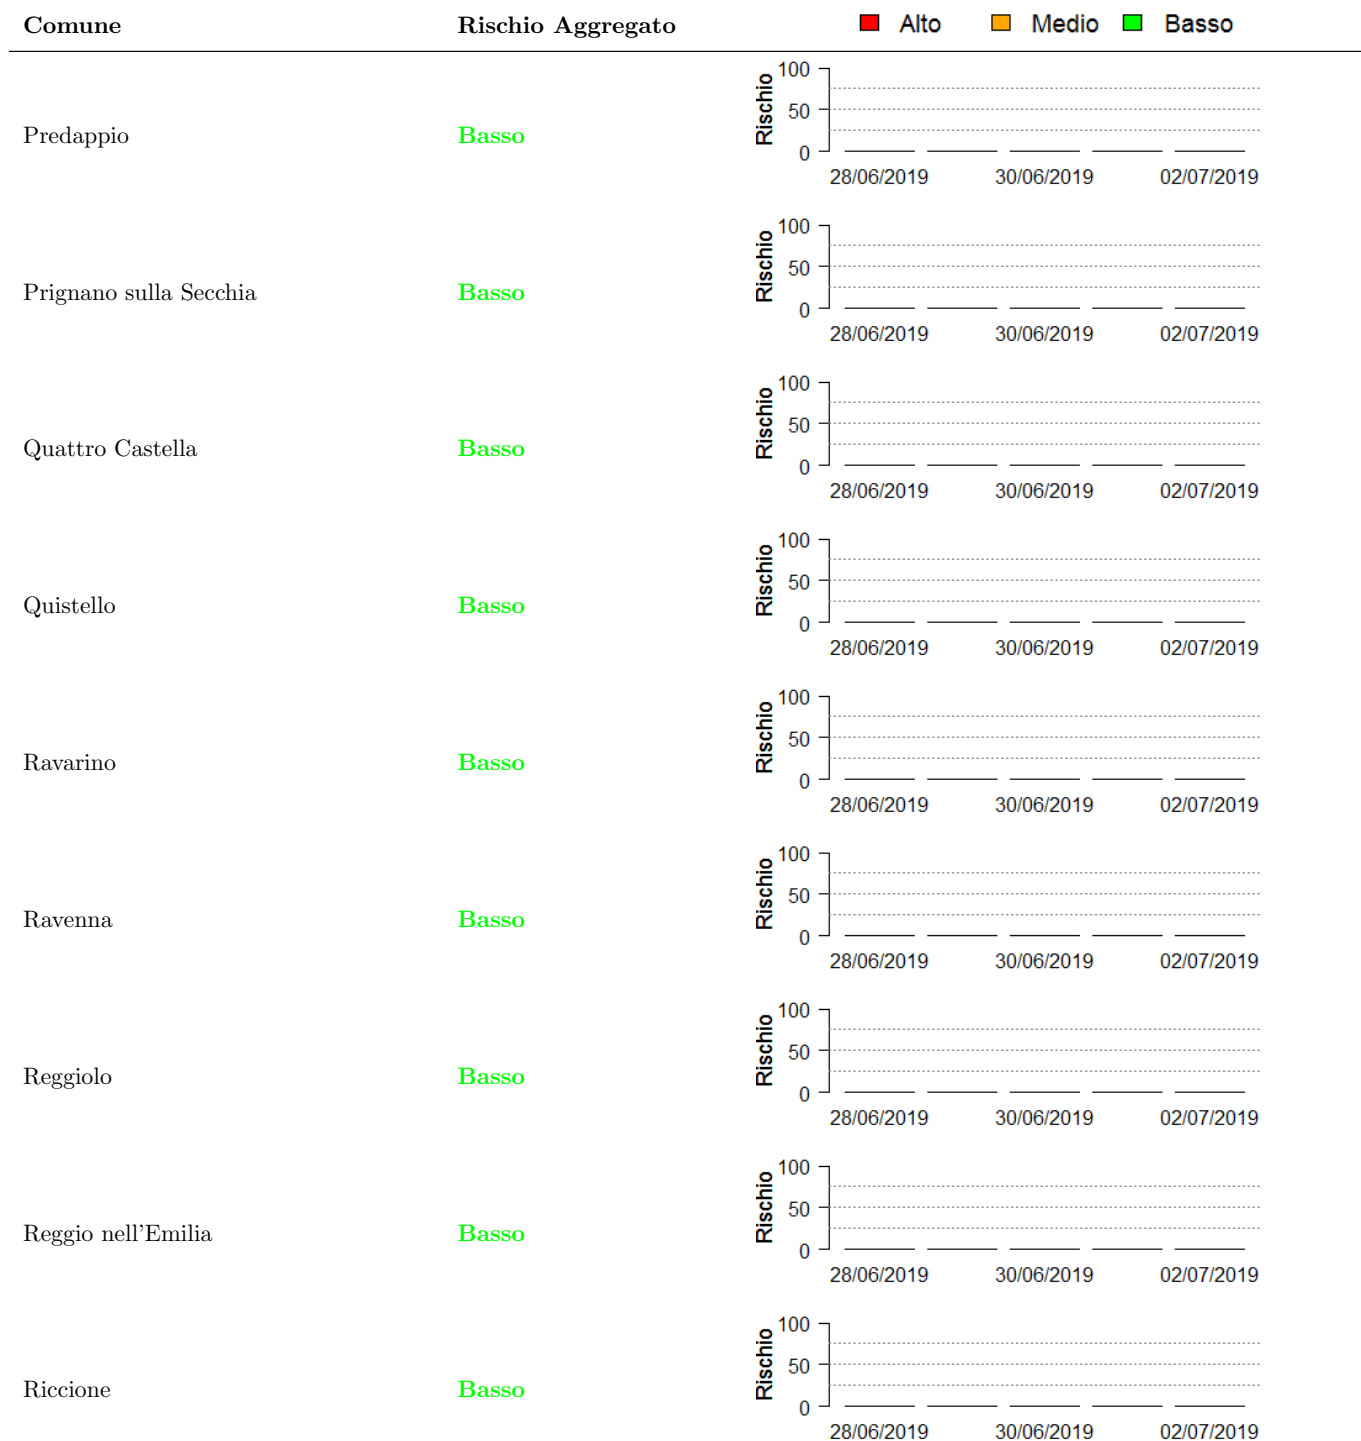 Comune Rischio Aggregato Alto Medio Basso
Predappio Basso
Rischio
100
50
0
28/06/2019 30/06/2019 02/07/2019
Prignano sulla Secchia Basso
Rischio
100
50
0
28/06/2019 30/06/2019 02/07/2019
Quattro Castella Basso
Rischio
100
50
0
28/06/2019 30/06/2019 02/07/2019
Quistello Basso
Rischio
100
50
0
28/06/2019 30/06/2019 02/07/2019
Ravarino Basso
Rischio
100
50
0
28/06/2019 30/06/2019 02/07/2019
Ravenna Basso
Rischio
100
50
0
28/06/2019 30/06/2019 02/07/2019
Reggiolo Basso
Rischio
100
50
0
28/06/2019 30/06/2019 02/07/2019
Reggio nell'Emilia Basso
Rischio
100
50
0
28/06/2019 30/06/2019 02/07/2019
Riccione Basso
Rischio
100
50
0
28/06/2019 30/06/2019 02/07/2019